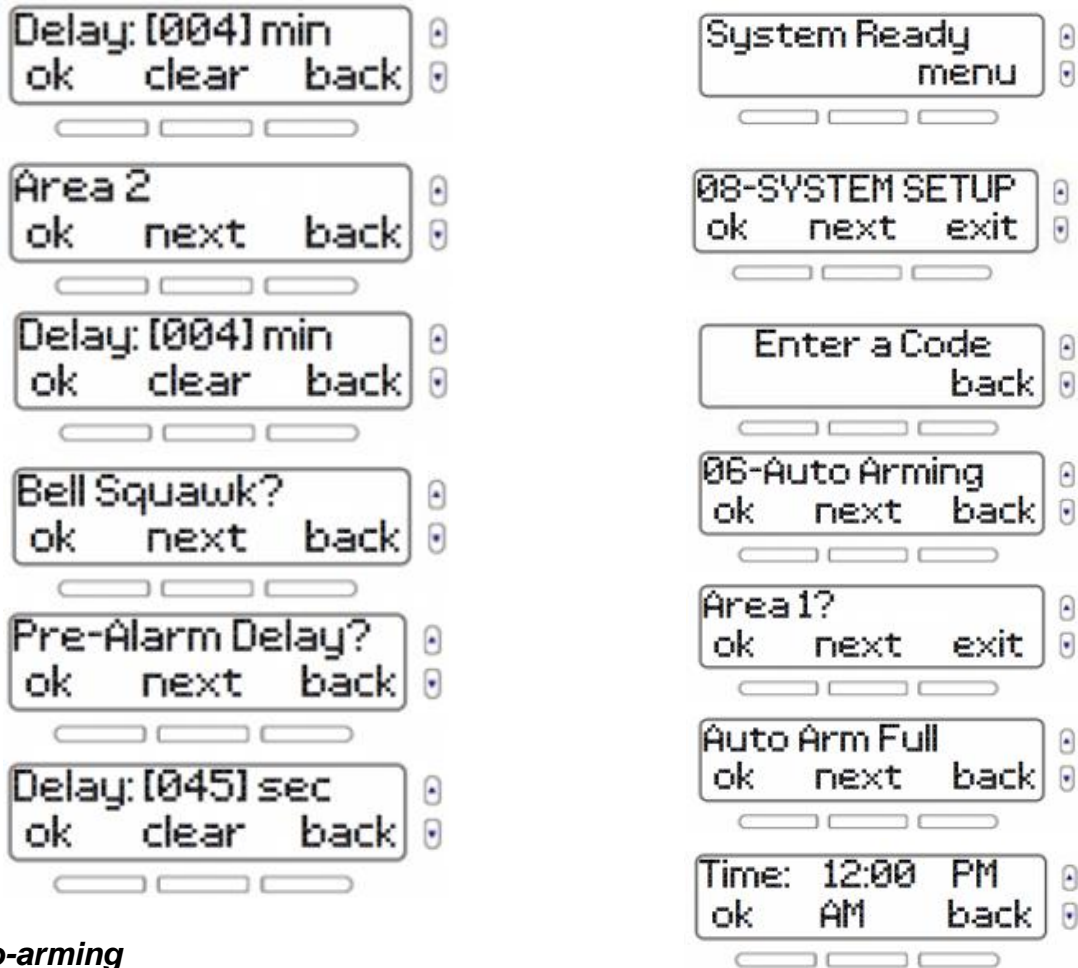 Delay: [004] min
ok clear back
Area 2
ok next back
Delay: [004] min
ok clear back
Bell Squawk?
ok next back
Pre-Alarm Delay?
ok next back
Delay: [045] sec
ok clear back
o-arming
System Ready
menu
08-SYSTEM SETUP
ok next exit
Enter a Code
back
06-Auto Arming
ok next back
Area 1?
ok next exit
Auto Arm Full
ok next back
Time: 12:00 PM
ok AM back